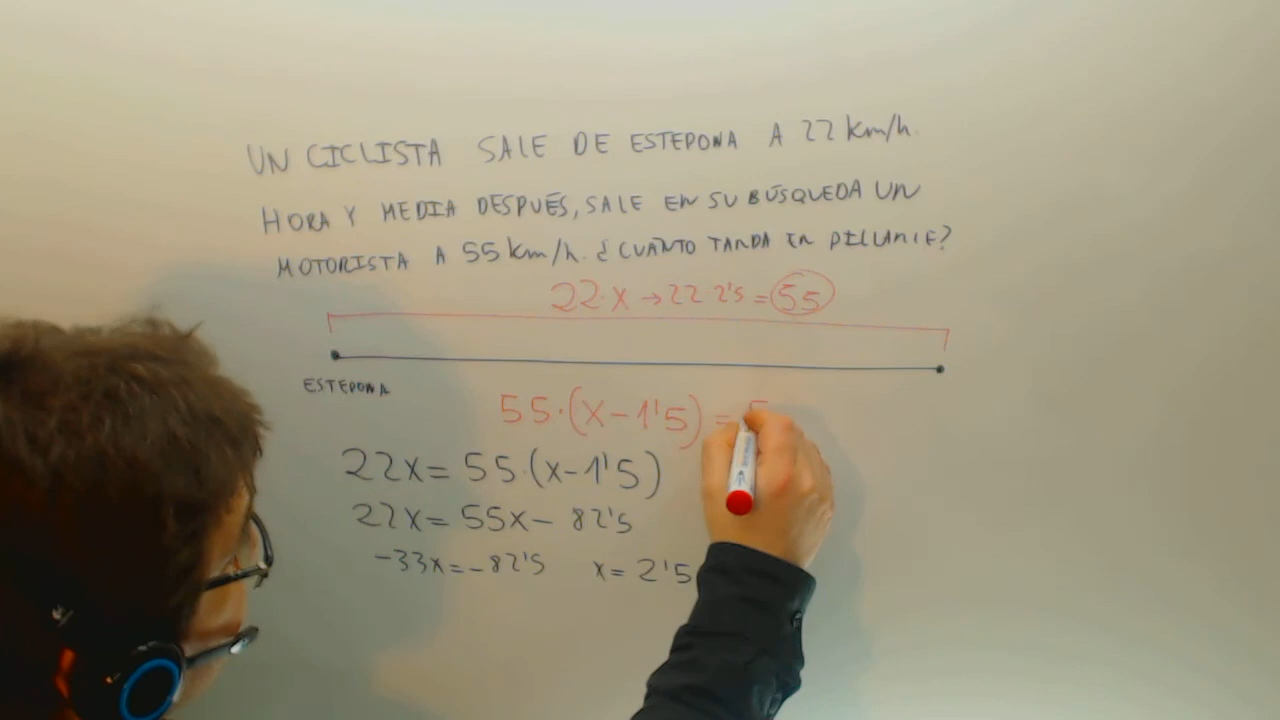 UN CICLISTA SALE DE ESTEPONA A 22 km/h.
HORA Y MEDIA DESPUÉS, SALE EN SU BÚSQUEDA UN
MOTORISTA A 55 km/h. ¿CUÁNTO TARDA EN PILLARLE?
22·X → 22 2'5 = 55
ESTEPONA
55·(X-1'5) = 5
22X = 55·(X-1'5)
22X = 55X - 82'5
-33X = -82'5 X = 2'5